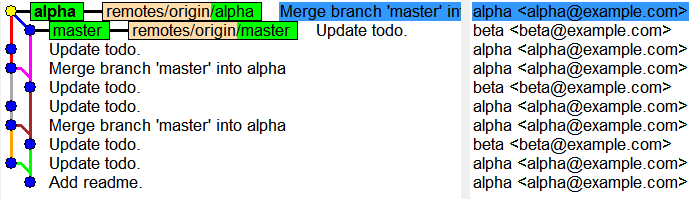 alpha remotes/origin/alpha Merge branch 'master' int alpha <alpha@example.com>
master remotes/origin/master Update todo. beta <beta@example.com>
Update todo. alpha <alpha@example.com>
Merge branch 'master' into alpha alpha <alpha@example.com>
Update todo. beta <beta@example.com>
Update todo. alpha <alpha@example.com>
Merge branch 'master' into alpha alpha <alpha@example.com>
Update todo. beta <beta@example.com>
Update todo. alpha <alpha@example.com>
Add readme. alpha <alpha@example.com>